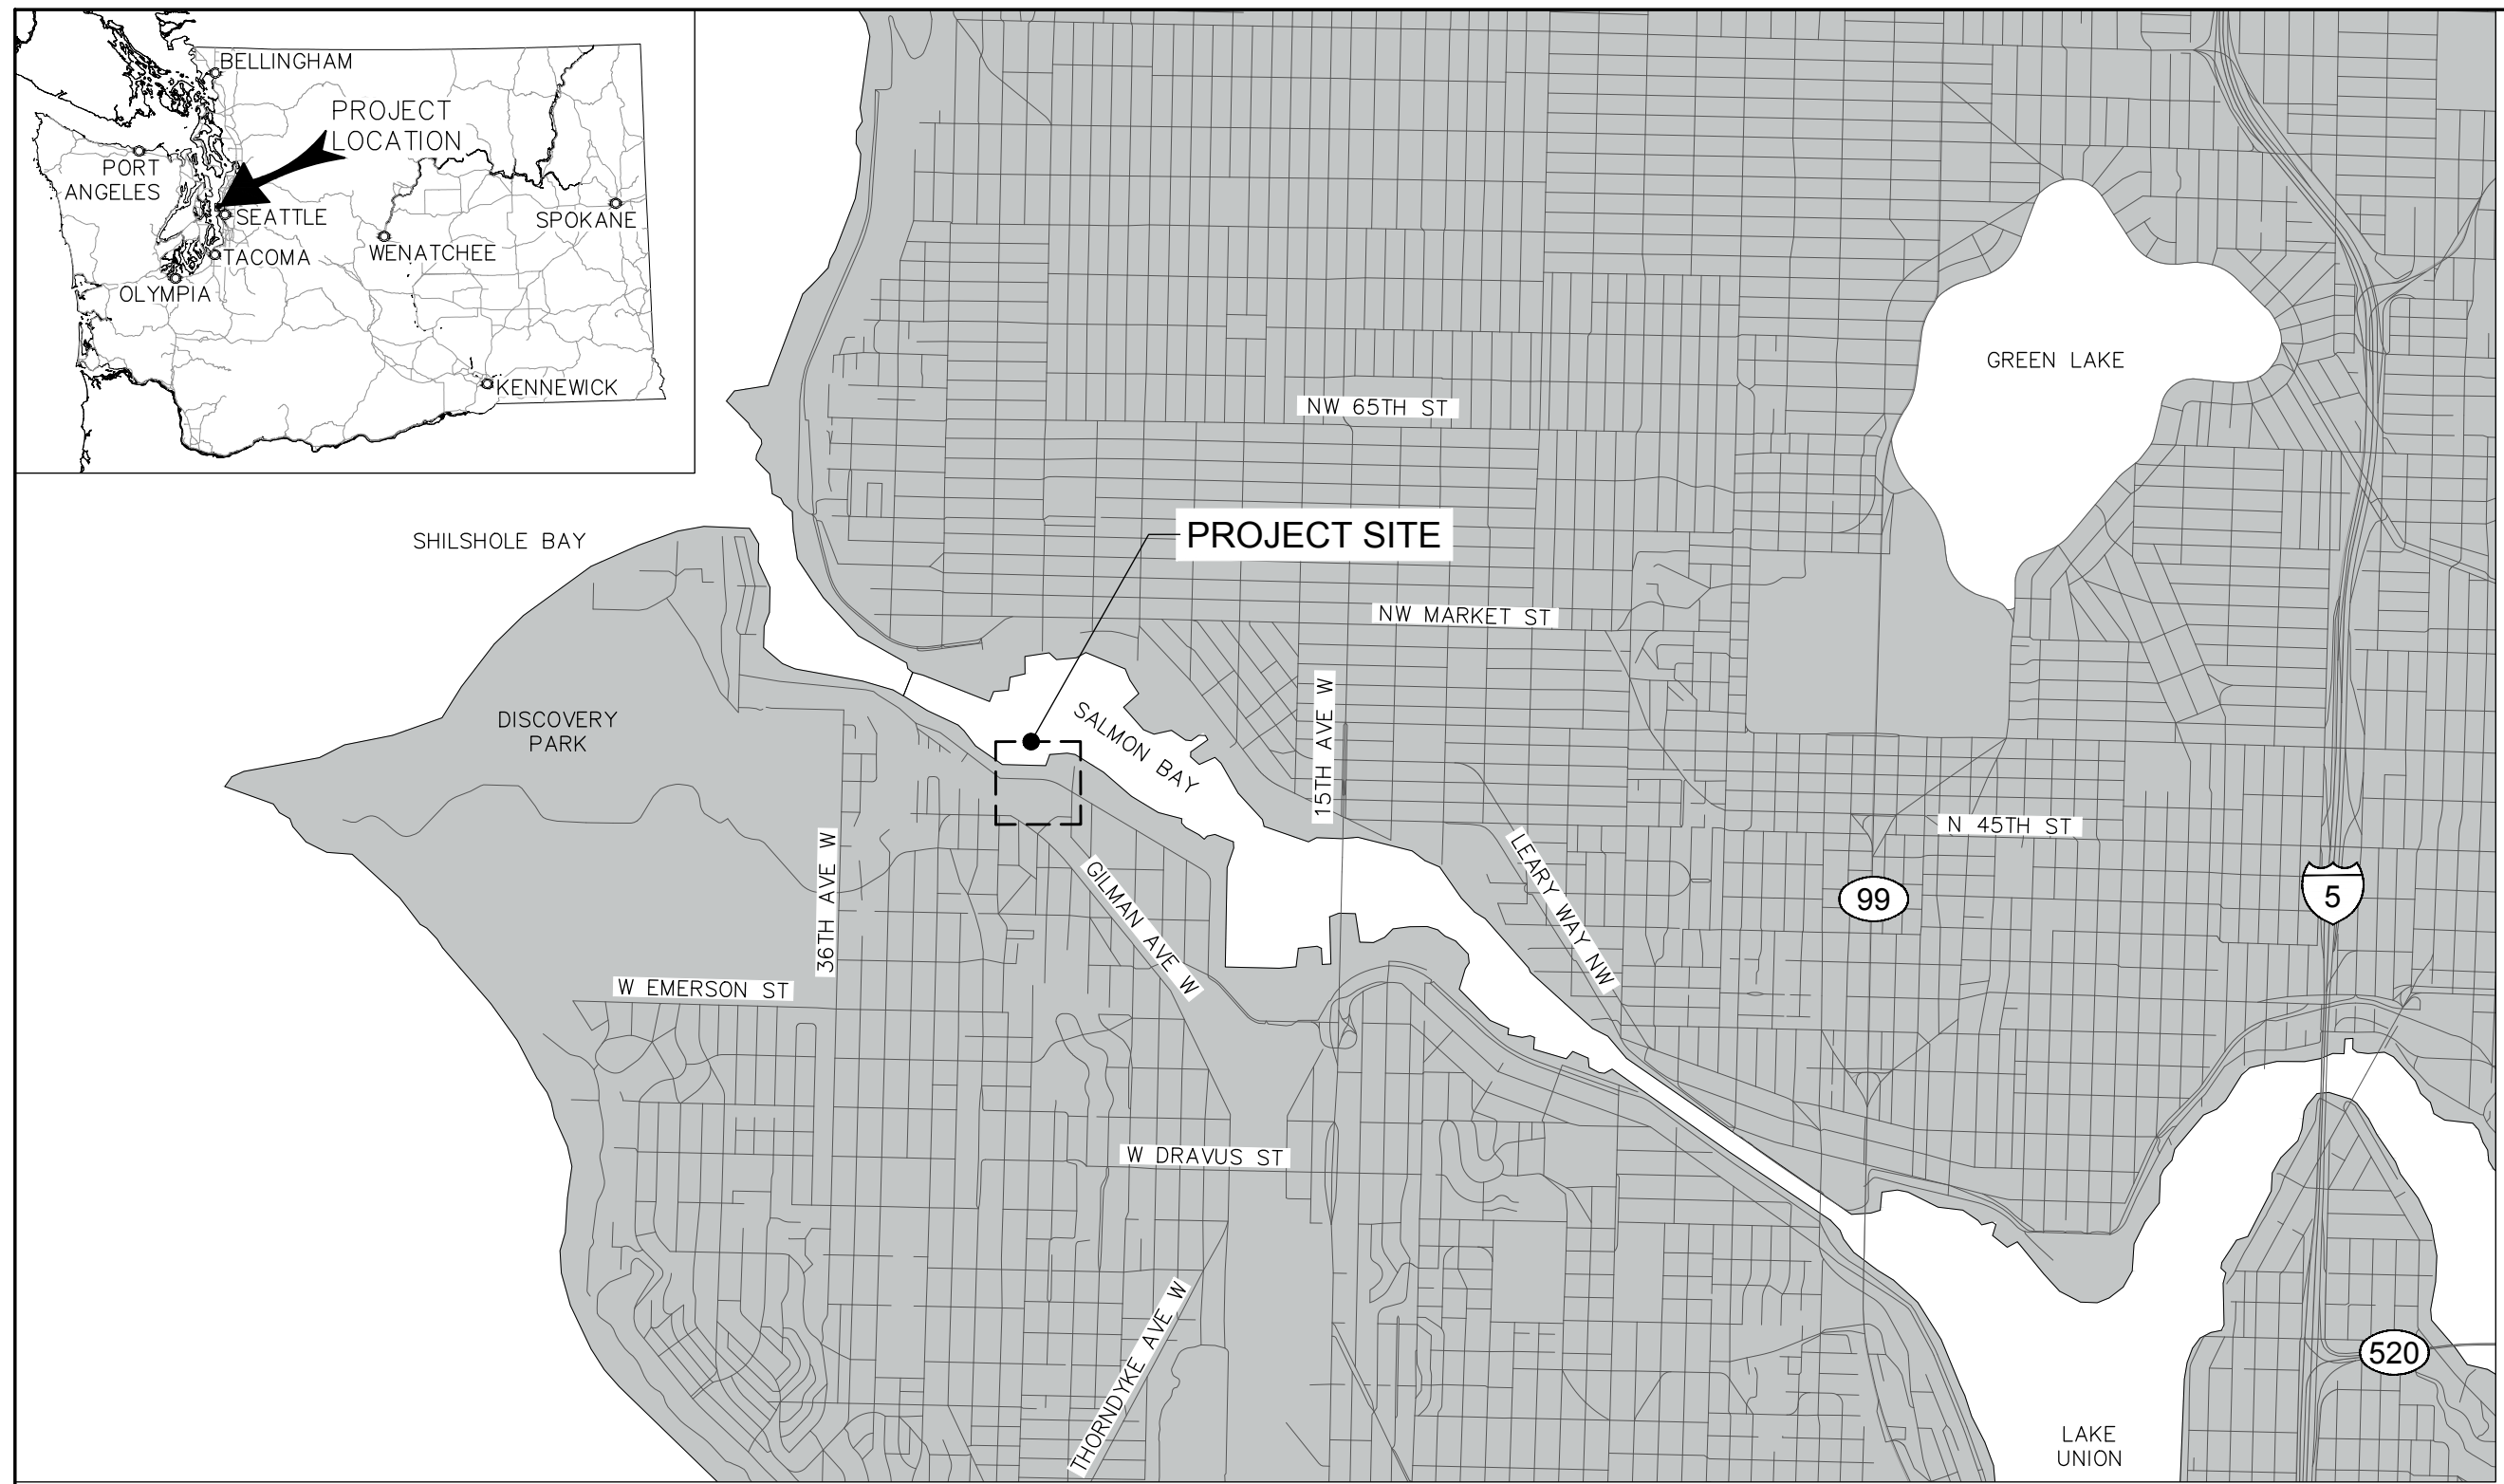 BELLINGHAM
PROJECT
LOCATION
PORT
ANGELES
SEATTLE
SPOKANE
WENATCHEE
TACOMA
OLYMPIA
KENNEWICK
GREEN LAKE
NW 65TH ST
SHILSHOLE BAY
PROJECT SITE
NW MARKET ST
DISCOVERY
PARK
SALMON BAY
15TH AVE W
N 45TH ST
36TH AVE W
GILMAN AVE W
LEARY WAY NW
99
5
W EMERSON ST
W DRAVUS ST
THORNDYKE AVE W
520
LAKE
UNION